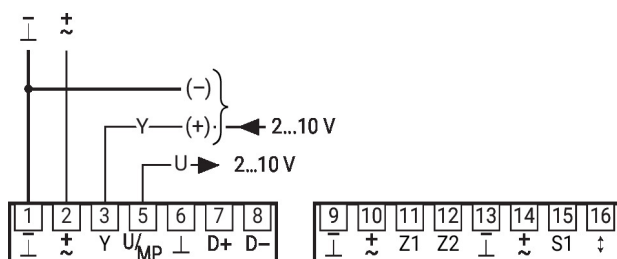 − +
⊥ ~
(−)
Y (+) 2...10 V
U 2...10 V
1 2 3 5 6 7 8 9 10 11 12 13 14 15 16
⊥ ~ Y U/MP ⊥ D+ D− ⊥ ~ Z1 Z2 ⊥ ~ S1 ↕